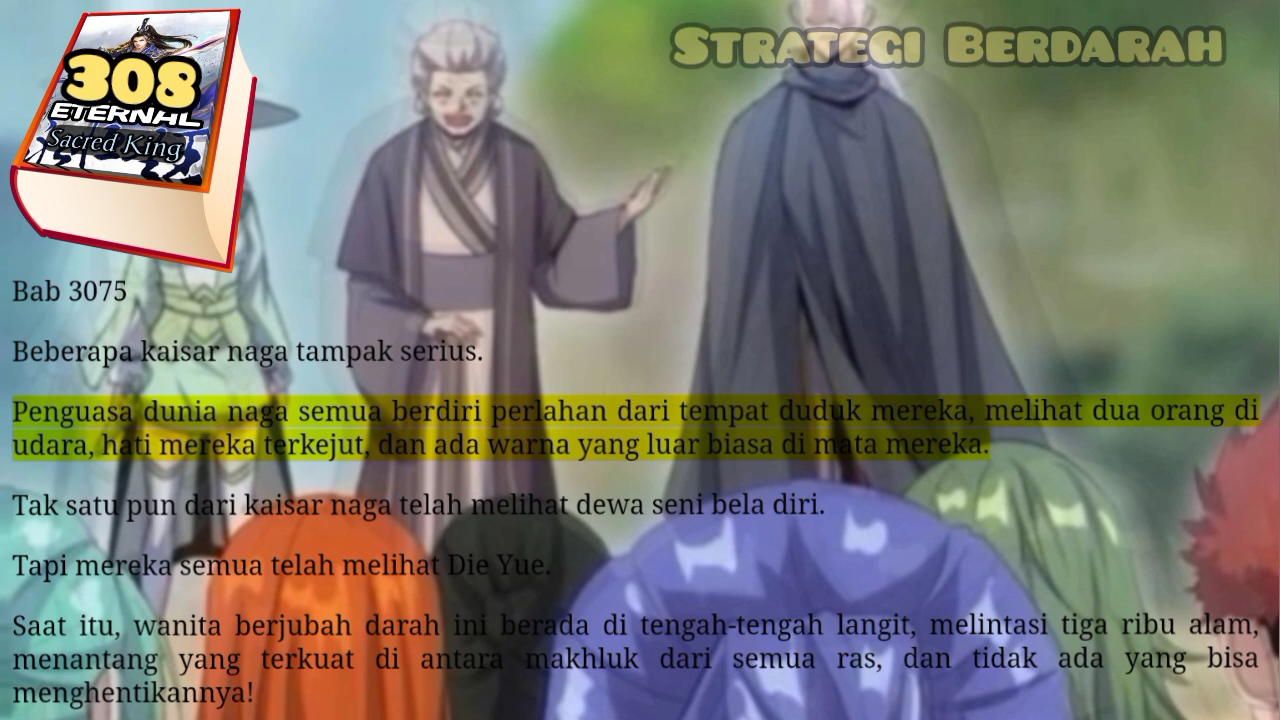 STRATEGI BERDARAH
308
ETERNAL
Sacred King
Bab 3075
Beberapa kaisar naga tampak serius.
Penguasa dunia naga semua berdiri perlahan dari tempat duduk mereka, melihat dua orang di
udara, hati mereka terkejut, dan ada warna yang luar biasa di mata mereka.
Tak satu pun dari kaisar naga telah melihat dewa seni bela diri.
Tapi mereka semua telah melihat Die Yue.
Saat itu, wanita berjubah darah ini berada di tengah-tengah langit, melintasi tiga ribu alam,
menantang yang terkuat di antara makhluk dari semua ras, dan tidak ada yang bisa
menghentikannya!